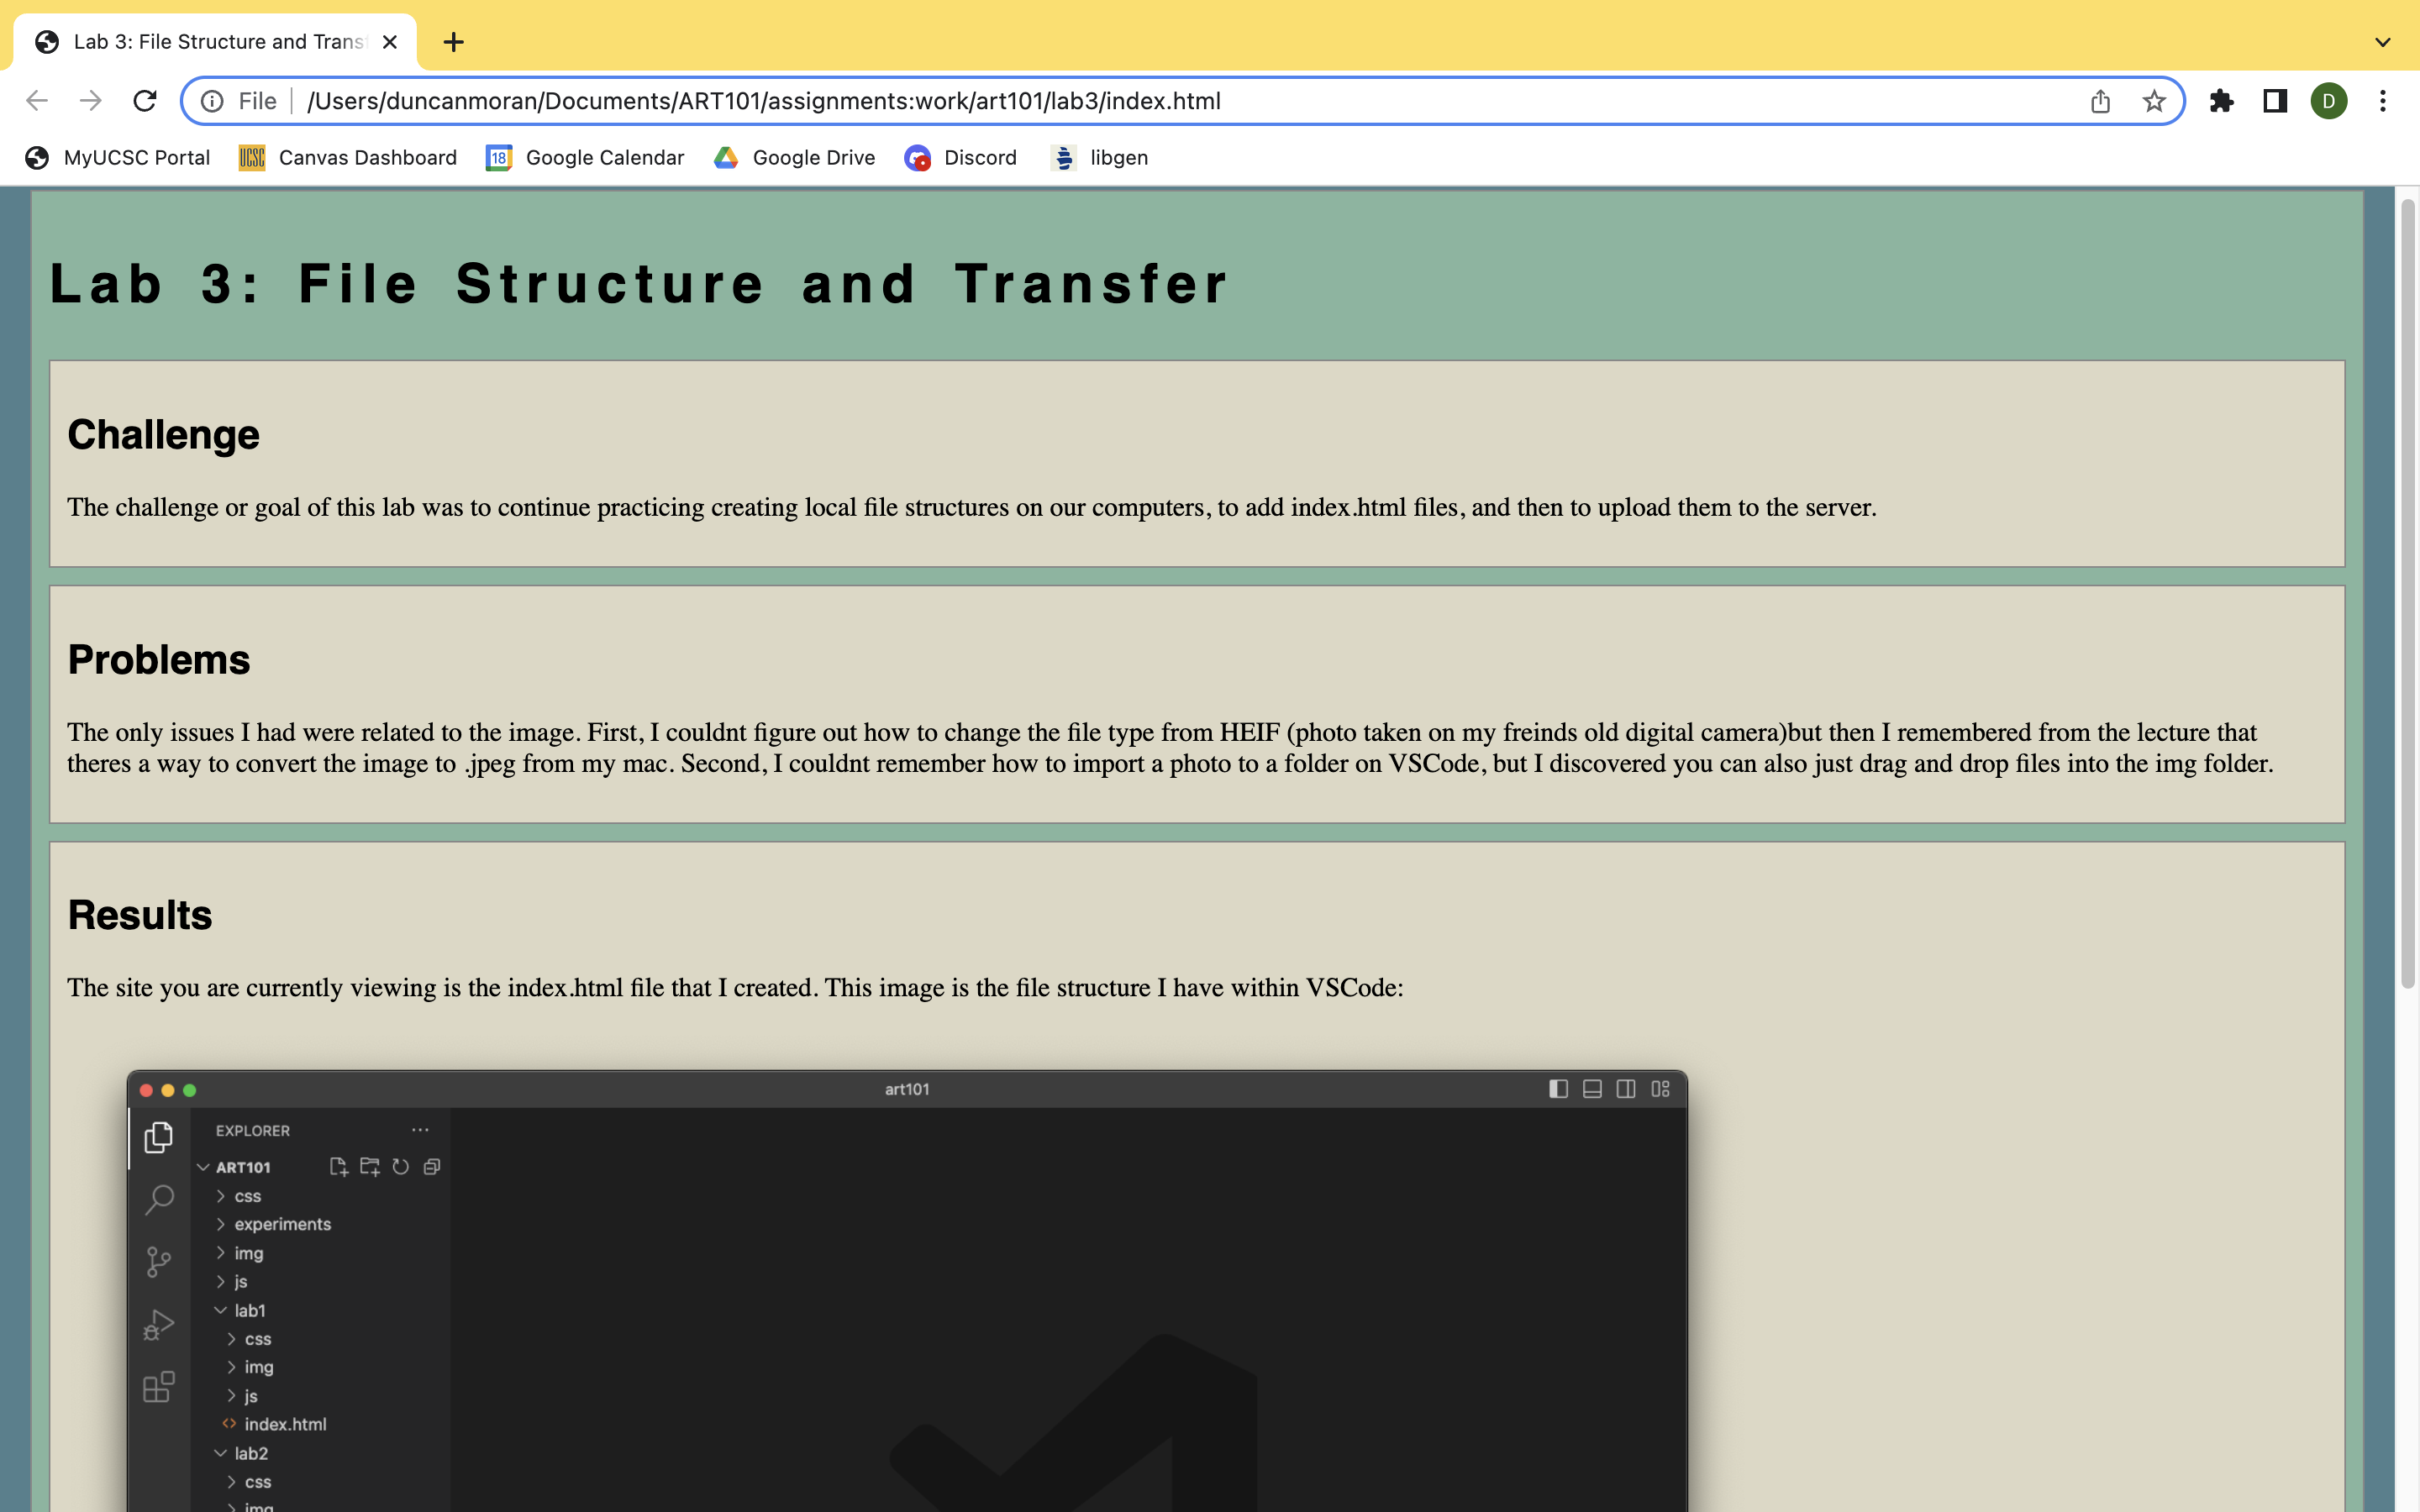 Lab 3: File Structure and Trans
File /Users/duncanmoran/Documents/ART101/assignments:work/art101/lab3/index.html
D
MyUCSC Portal UCSC Canvas Dashboard 18 Google Calendar Google Drive Discord libgen
Lab 3: File Structure and Transfer
Challenge
The challenge or goal of this lab was to continue practicing creating local file structures on our computers, to add index.html files, and then to upload them to the server.
Problems
The only issues I had were related to the image. First, I couldnt figure out how to change the file type from HEIF (photo taken on my freinds old digital camera)but then I remembered from the lecture that
theres a way to convert the image to .jpeg from my mac. Second, I couldnt remember how to import a photo to a folder on VSCode, but I discovered you can also just drag and drop files into the img folder.
Results
The site you are currently viewing is the index.html file that I created. This image is the file structure I have within VSCode:
art101
EXPLORER
ART101
css
experiments
img
js
lab1
css
img
js
index.html
lab2
css
img